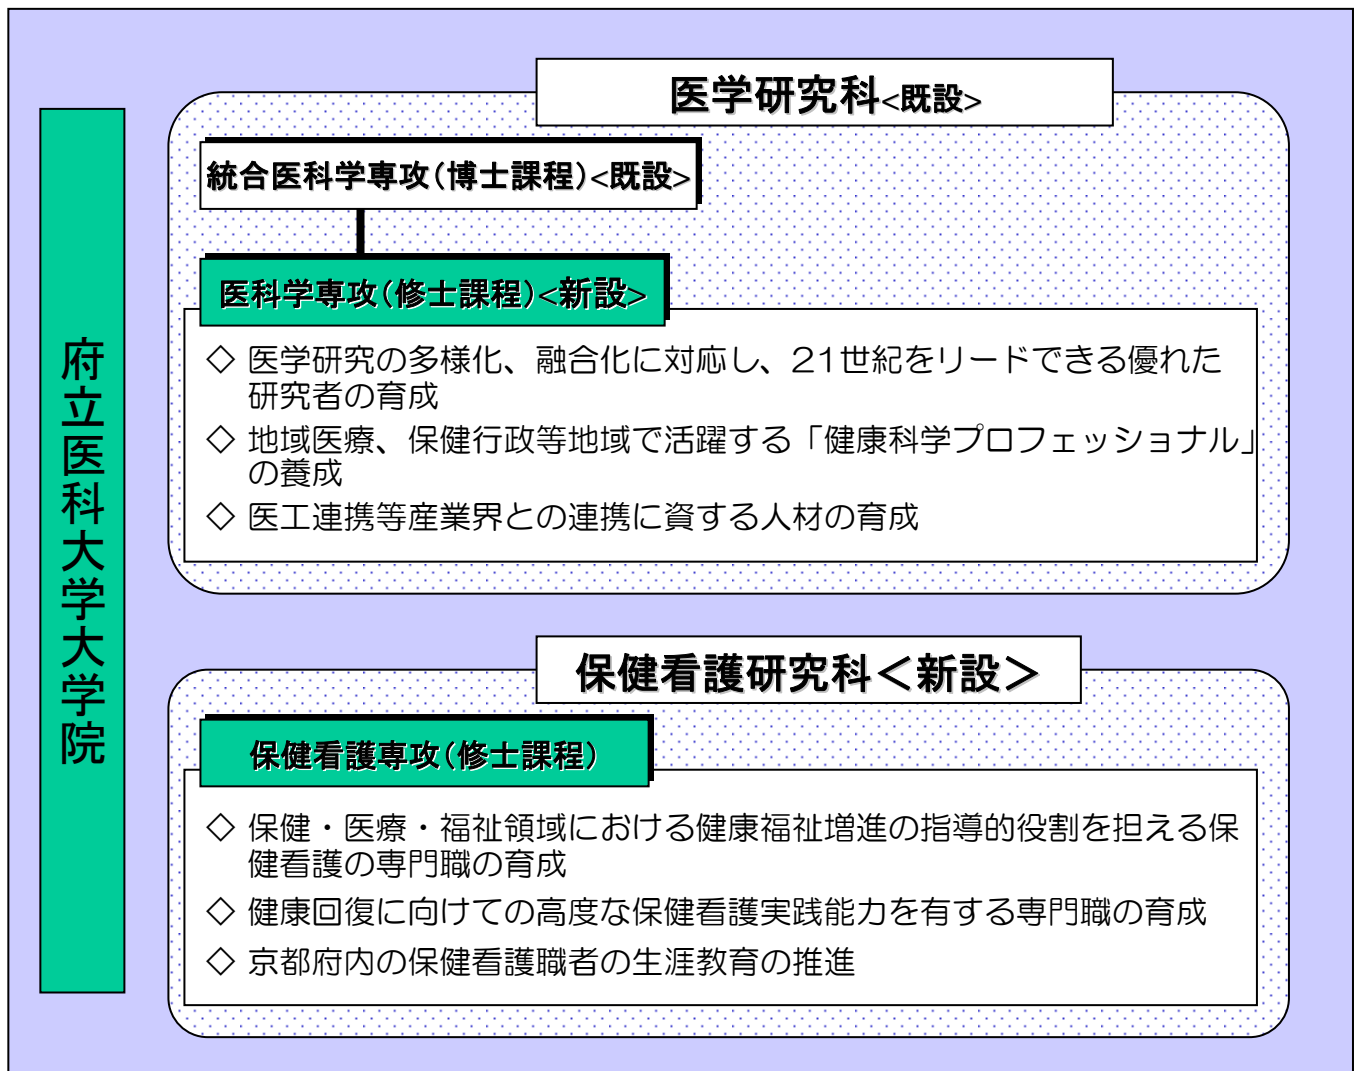 府立医科大学大学院
医学研究科<既設>
統合医科学専攻（博士課程）<既設>
医科学専攻（修士課程）<新設>
◇ 医学研究の多様化、融合化に対応し、21世紀をリードできる優れた
研究者の育成
◇ 地域医療、保健行政等地域で活躍する「健康科学プロフェッショナル」
の養成
◇ 医工連携等産業界との連携に資する人材の育成
保健看護研究科＜新設＞
保健看護専攻（修士課程）
◇ 保健・医療・福祉領域における健康福祉増進の指導的役割を担える保
健看護の専門職の育成
◇ 健康回復に向けての高度な保健看護実践能力を有する専門職の育成
◇ 京都府内の保健看護職者の生涯教育の推進